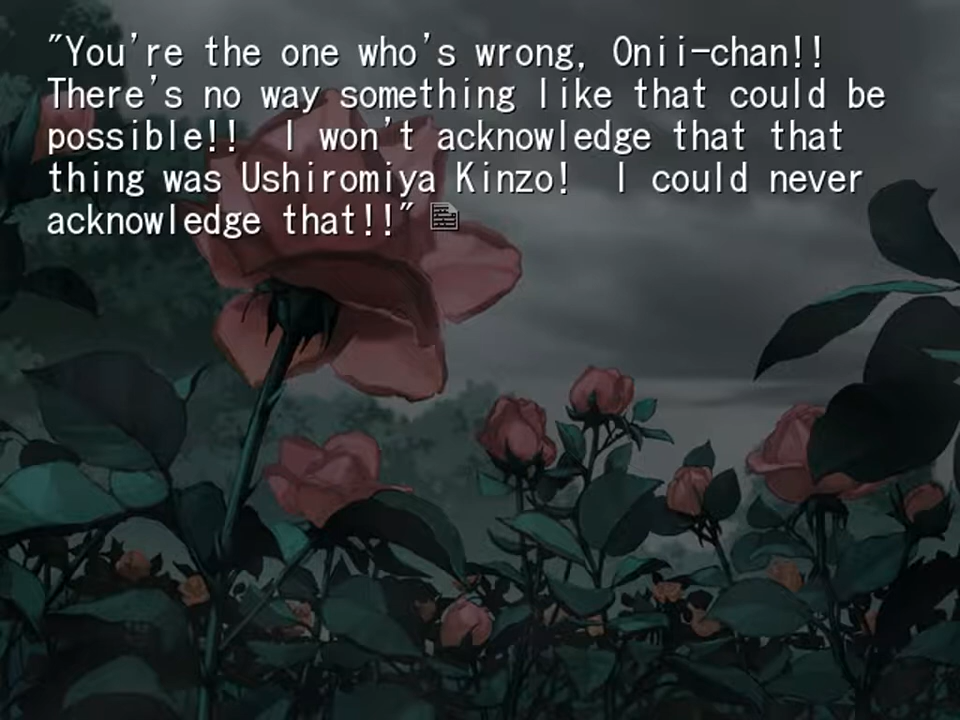 "You're the one who's wrong, Onii-chan!!
There's no way something like that could be
possible!!  I won't acknowledge that that
thing was Ushiromiya Kinzo!  I could never
acknowledge that!!"